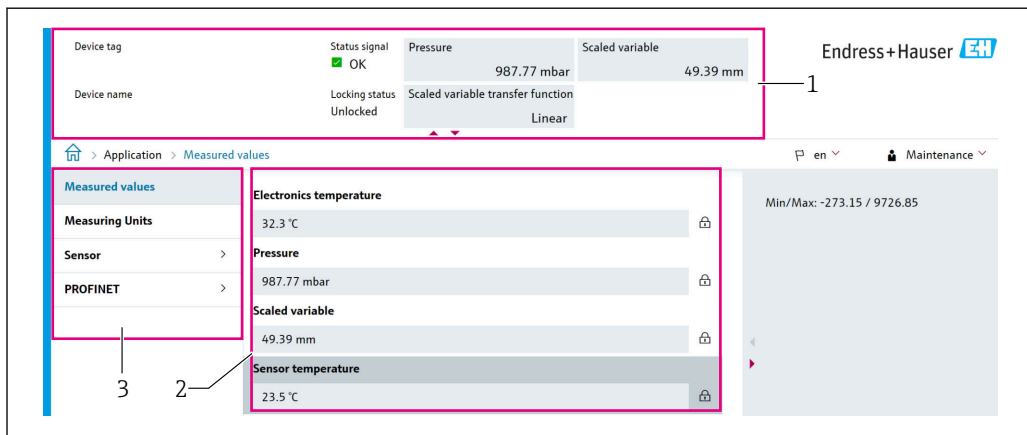 Device tag
Status signal
OK
Pressure
987.77 mbar
Scaled variable
49.39 mm
Endress+Hauser EH
1
Device name
Locking status
Unlocked
Scaled variable transfer function
Linear
> Application > Measured values
en
Maintenance
Measured values
Measuring Units
Sensor >
PROFINET >
3
2
Electronics temperature
32.3 °C
Pressure
987.77 mbar
Scaled variable
49.39 mm
Sensor temperature
23.5 °C
Min/Max: -273.15 / 9726.85